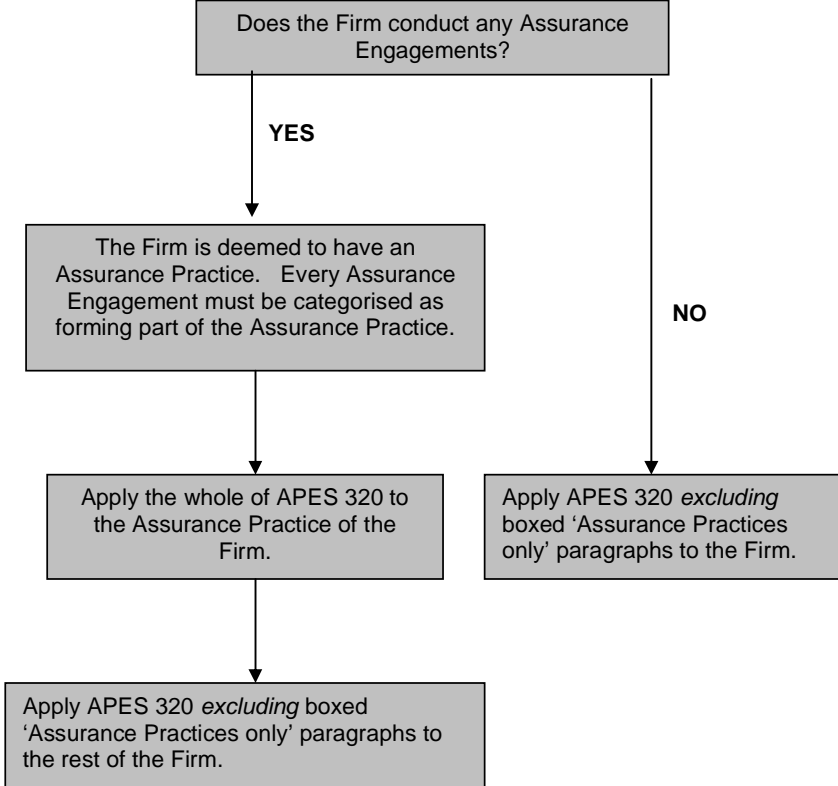 Does the Firm conduct any Assurance
Engagements?
YES
The Firm is deemed to have an
Assurance Practice. Every Assurance
Engagement must be categorised as
forming part of the Assurance Practice.
NO
Apply the whole of APES 320 to
the Assurance Practice of the
Firm.
Apply APES 320 excluding
boxed ‘Assurance Practices
only’ paragraphs to the Firm.
Apply APES 320 excluding boxed
‘Assurance Practices only’ paragraphs to
the rest of the Firm.